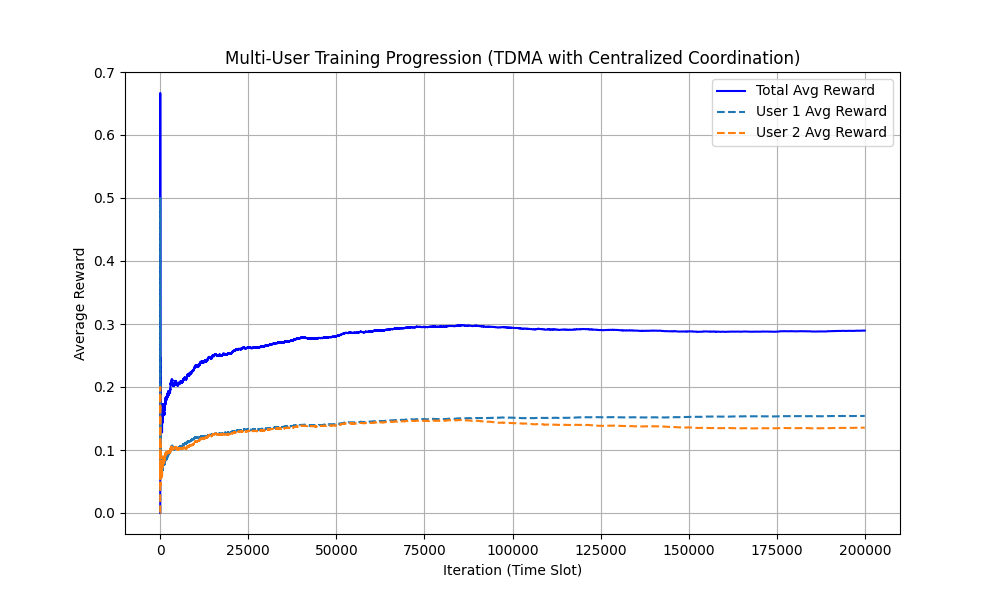 Multi-User Training Progression (TDMA with Centralized Coordination)
Total Avg Reward
User 1 Avg Reward
User 2 Avg Reward
Average Reward
0.7
0.6
0.5
0.4
0.3
0.2
0.1
0.0
0 25000 50000 75000 100000 125000 150000 175000 200000
Iteration (Time Slot)